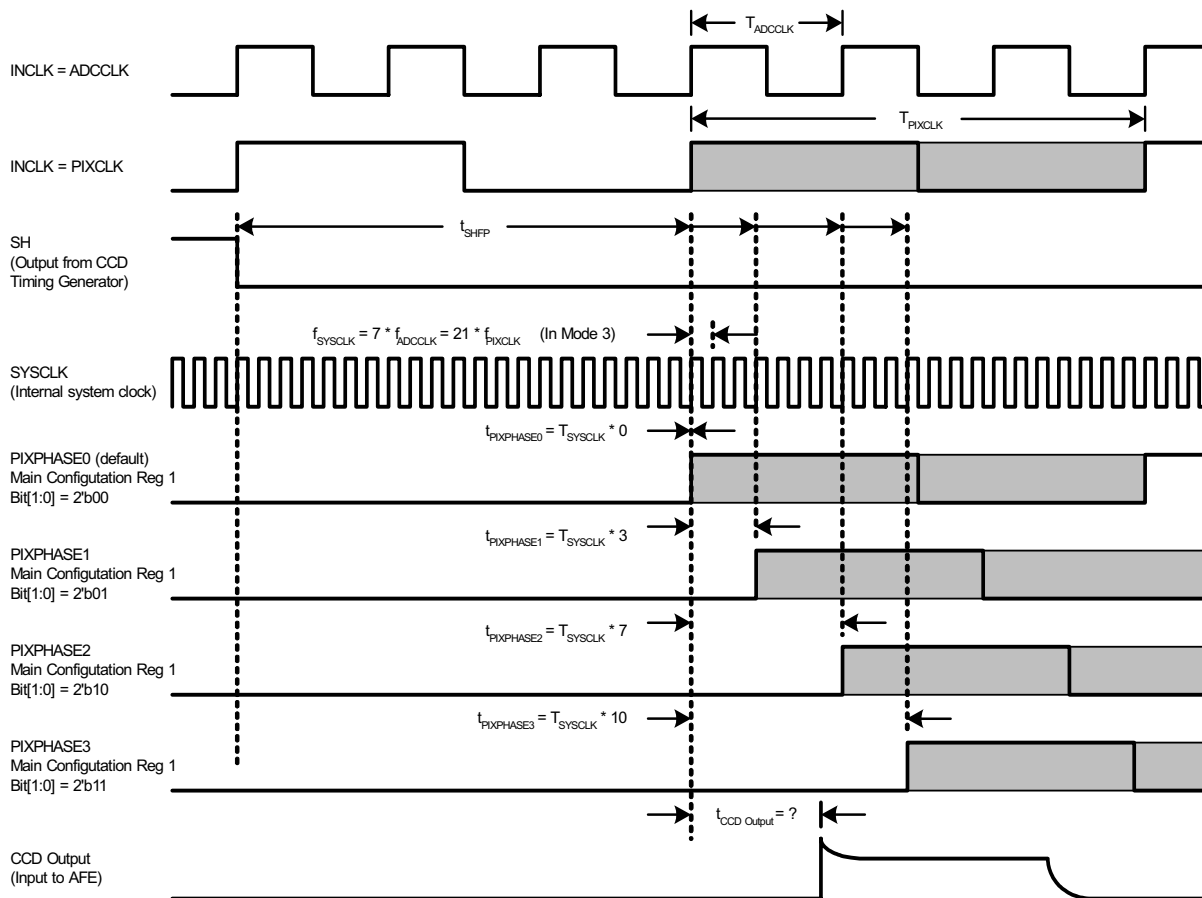 T_ADCCLK
INCLK = ADCCLK
T_PIXCLK
INCLK = PIXCLK
t_SHFP
SH
(Output from CCD
Timing Generator)
f_SYSCLK = 7 * f_ADCCLK = 21 * f_PIXCLK (In Mode 3)
SYSCLK
(Internal system clock)
t_PIXPHASE0 = T_SYSCLK * 0
PIXPHASE0 (default)
Main Configutation Reg 1
Bit[1:0] = 2'b00
t_PIXPHASE1 = T_SYSCLK * 3
PIXPHASE1
Main Configutation Reg 1
Bit[1:0] = 2'b01
t_PIXPHASE2 = T_SYSCLK * 7
PIXPHASE2
Main Configutation Reg 1
Bit[1:0] = 2'b10
t_PIXPHASE3 = T_SYSCLK * 10
PIXPHASE3
Main Configutation Reg 1
Bit[1:0] = 2'b11
t_CCD Output = ?
CCD Output
(Input to AFE)